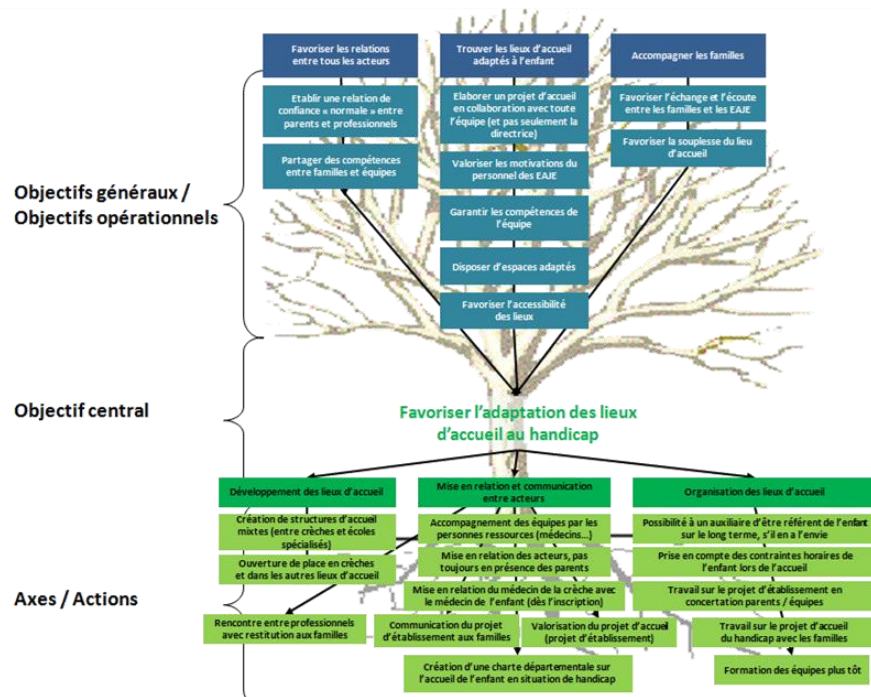 Favoriser les relations
entre tous les acteurs
Trouver les lieux d'accueil
adaptés à l'enfant
Accompagner les familles
Etablir une relation de
confiance « normale » entre
parents et professionnels
Partager des compétences
entre familles et équipes
Elaborer un projet d'accueil
en collaboration avec toute
l'équipe (et pas seulement la
directrice)
Valoriser les motivations du
personnel des EAJE
Garantir les compétences de
l'équipe
Disposer d'espaces adaptés
Favoriser l'accessibilité
des lieux
Favoriser l'échange et l'écoute
entre les familles et les EAJE
Favoriser la souplesse du lieu
d'accueil
Objectifs généraux /
Objectifs opérationnels
Objectif central
Favoriser l'adaptation des lieux
d'accueil au handicap
Axes / Actions
Développement des lieux d'accueil
Création de structures d'accueil
mixtes (entre crèches et écoles
spécialisés)
Ouverture de place en crèches
et dans les autres lieux d'accueil
Mise en relation et communication
entre acteurs
Accompagnement des équipes par les
personnes ressources (médecins...)
Mise en relation des acteurs, pas
toujours en présence des parents
Mise en relation du médecin de la crèche avec
le médecin de l'enfant (dès l'inscription)
Rencontre entre professionnels
avec restitution aux familles
Communication du projet
d'établissement aux familles
Valorisation du projet d'accueil
(projet d'établissement)
Création d'une charte départementale sur
l'accueil de l'enfant en situation de handicap
Organisation des lieux d'accueil
Possibilité à un auxiliaire d'être référent de l'enfant
sur le long terme, s'il en a l'envie
Prise en compte des contraintes horaires de
l'enfant lors de l'accueil
Travail sur le projet d'établissement en
concertation parents / équipes
Travail sur le projet d'accueil
du handicap avec les familles
Formation des équipes plus tôt